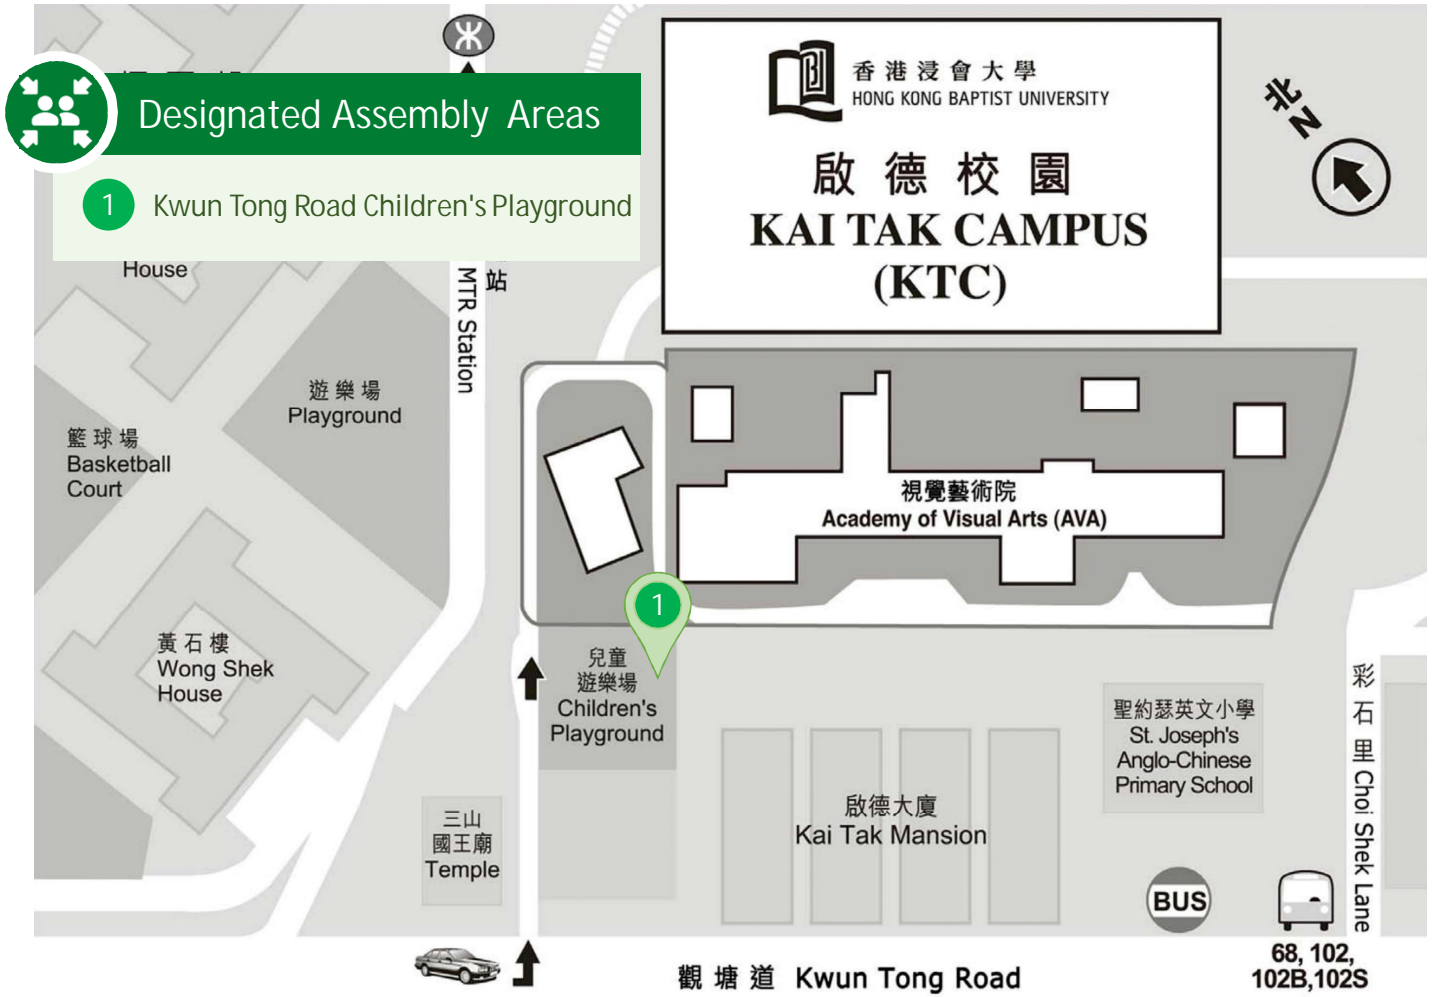 Designated Assembly Areas
1 Kwun Tong Road Children's Playground
House
站
MTR Station
香港浸會大學
HONG KONG BAPTIST UNIVERSITY
啟德校園
KAI TAK CAMPUS
(KTC)
北
N
遊樂場
Playground
籃球場
Basketball
Court
視覺藝術院
Academy of Visual Arts (AVA)
1
黃石樓
Wong Shek
House
兒童
遊樂場
Children's
Playground
聖約瑟英文小學
St. Joseph's
Anglo-Chinese
Primary School
彩石里 Choi Shek Lane
三山
國王廟
Temple
啟德大廈
Kai Tak Mansion
BUS
68, 102,
102B,102S
觀塘道 Kwun Tong Road